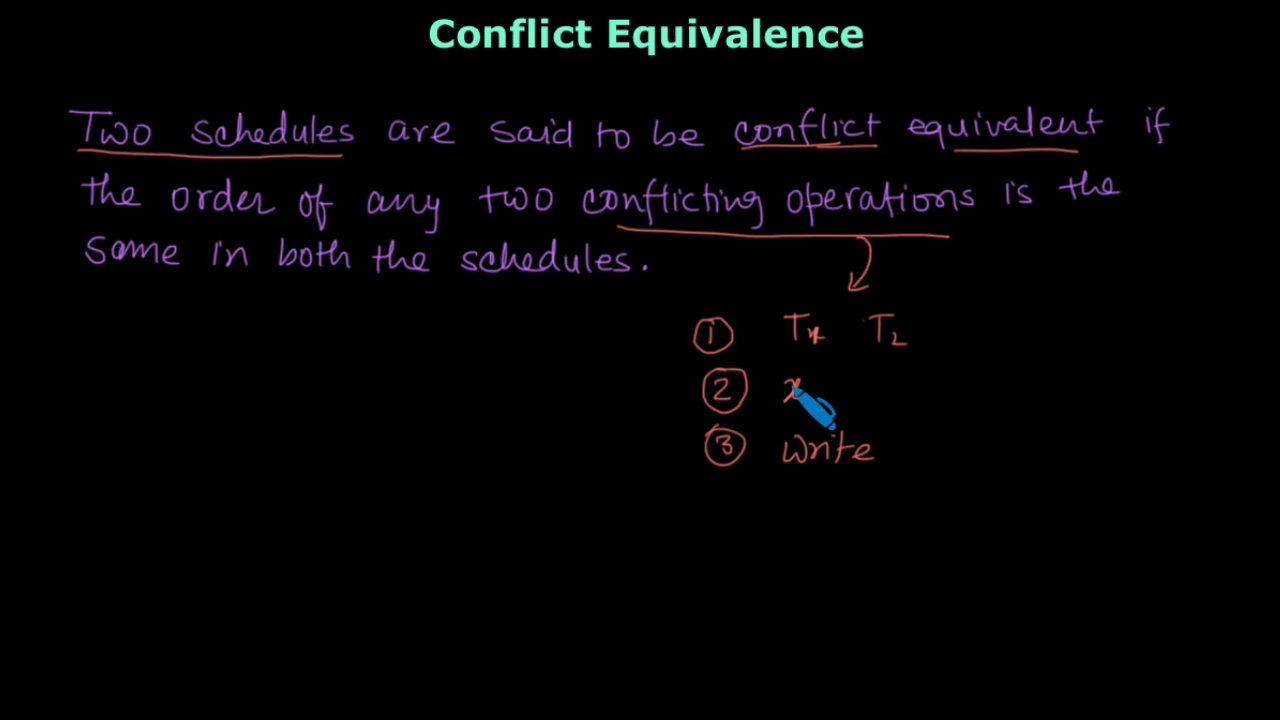 Conflict Equivalence
Two schedules are said to be conflict equivalent if
the order of any two conflicting operations is the
same in both the schedules.
① T1 T2
② x
③ Write